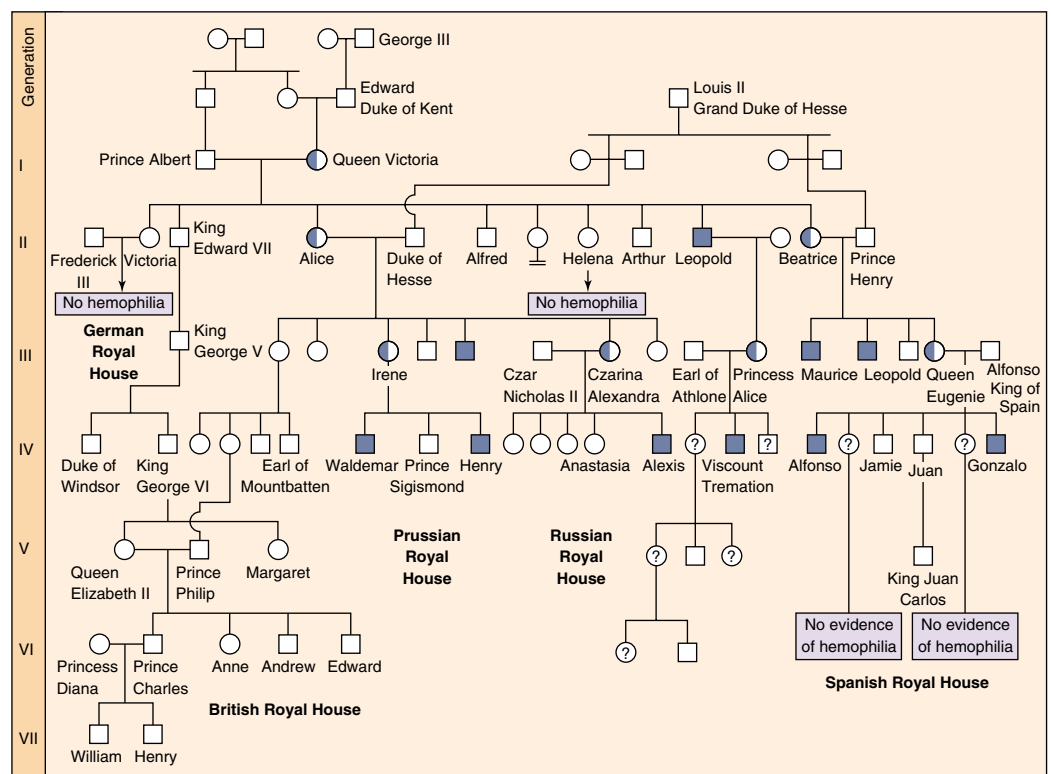 Generation
George III
Edward
Duke of Kent
Louis II
Grand Duke of Hesse
I
Prince Albert
Queen Victoria
II
King
Edward VII
Frederick
III
Victoria
Alice
Duke of
Hesse
Alfred
Helena
Arthur
Leopold
Beatrice
Prince
Henry
No hemophilia
No hemophilia
German
Royal
House
III
King
George V
Irene
Czar
Nicholas II
Czarina
Alexandra
Earl of
Athlone
Princess
Alice
Maurice
Leopold
Queen
Eugenie
Alfonso
King of
Spain
IV
?
?
?
?
Duke of
Windsor
King
George VI
Earl of
Mountbatten
Waldemar
Prince
Sigismond
Henry
Anastasia
Alexis
Viscount
Tremation
Alfonso
Jamie
Juan
Gonzalo
V
?
?
Queen
Elizabeth II
Prince
Philip
Margaret
Prussian
Royal
House
Russian
Royal
House
King Juan
Carlos
VI
?
No evidence
of hemophilia
No evidence
of hemophilia
Princess
Diana
Prince
Charles
Anne
Andrew
Edward
Spanish Royal House
British Royal House
VII
William
Henry